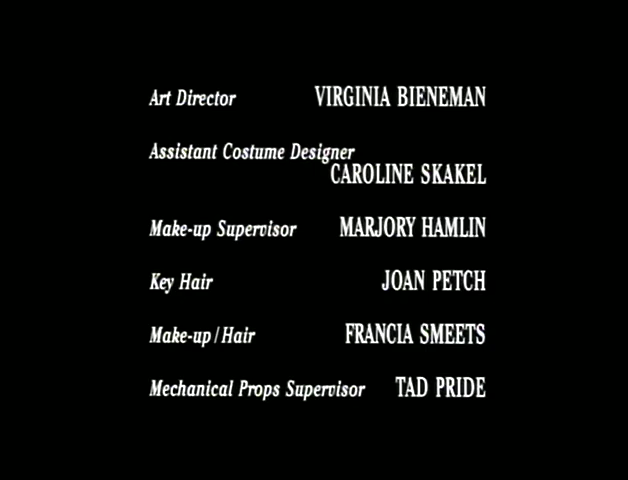 Art Director VIRGINIA BIENEMAN
Assistant Costume Designer
CAROLINE SKAKEL
Make-up Supervisor MARJORY HAMLIN
Key Hair JOAN PETCH
Make-up/Hair FRANCIA SMEETS
Mechanical Props Supervisor TAD PRIDE